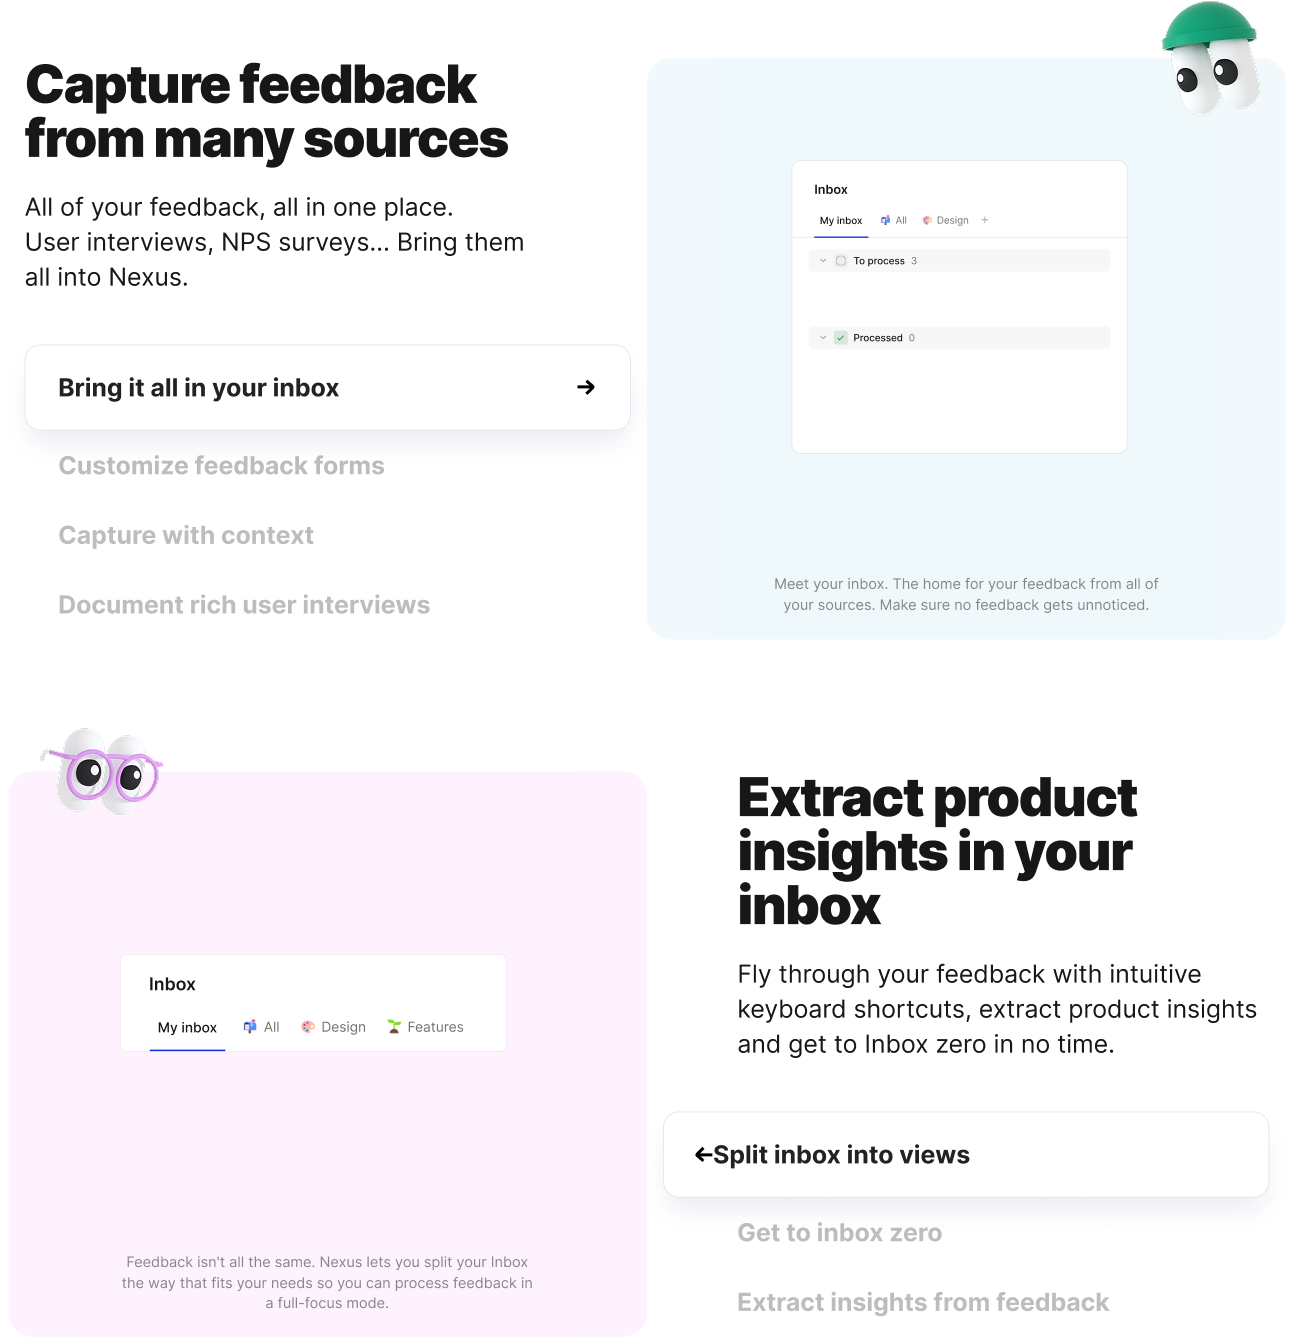 Capture feedback
from many sources
All of your feedback, all in one place.
User interviews, NPS surveys... Bring them
all into Nexus.
Bring it all in your inbox
Customize feedback forms
Capture with context
Document rich user interviews
Inbox
My inbox All Design +
To process 3
Processed 0
Meet your inbox. The home for your feedback from all of
your sources. Make sure no feedback gets unnoticed.
Inbox
My inbox All Design Features
Feedback isn't all the same. Nexus lets you split your Inbox
the way that fits your needs so you can process feedback in
a full-focus mode.
Extract product
insights in your
inbox
Fly through your feedback with intuitive
keyboard shortcuts, extract product insights
and get to Inbox zero in no time.
Split inbox into views
Get to inbox zero
Extract insights from feedback